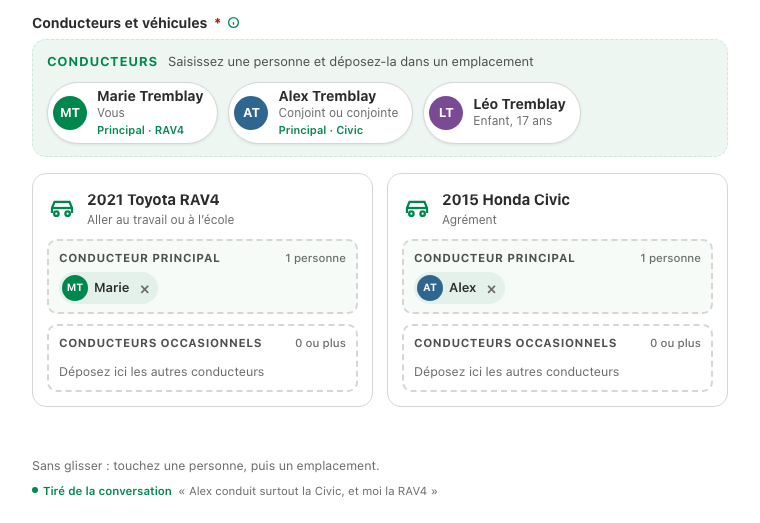 Conducteurs et véhicules *
CONDUCTEURS Saisissez une personne et déposez-la dans un emplacement
MT
Marie Tremblay
Vous
Principal · RAV4
AT
Alex Tremblay
Conjoint ou conjointe
Principal · Civic
LT
Léo Tremblay
Enfant, 17 ans
2021 Toyota RAV4
Aller au travail ou à l'école
CONDUCTEUR PRINCIPAL 1 personne
MT Marie ×
CONDUCTEURS OCCASIONNELS 0 ou plus
Déposez ici les autres conducteurs
2015 Honda Civic
Agrément
CONDUCTEUR PRINCIPAL 1 personne
AT Alex ×
CONDUCTEURS OCCASIONNELS 0 ou plus
Déposez ici les autres conducteurs
Sans glisser : touchez une personne, puis un emplacement.
Tiré de la conversation « Alex conduit surtout la Civic, et moi la RAV4 »